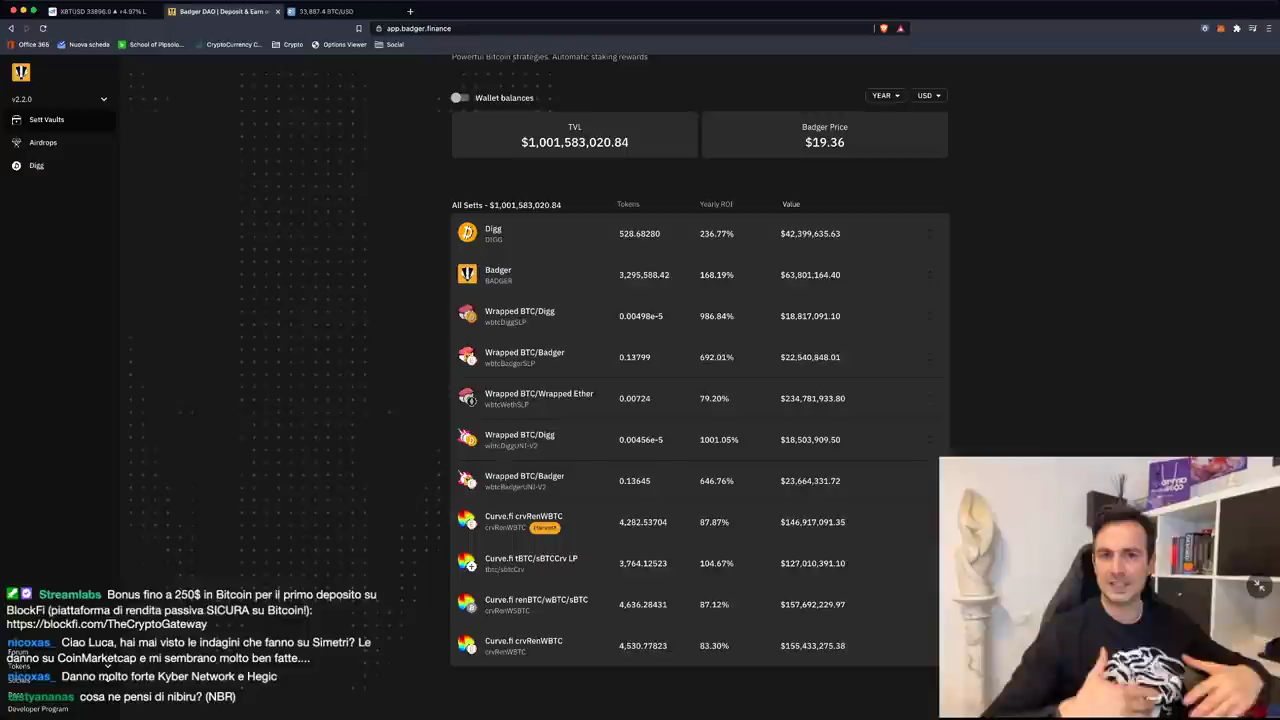 XBTUSD 33896.0 ▲ +4.97% L
Badger DAO | Deposit & Earn o
33,887.4 BTC/USD
app.badger.finance
Office 365
Nuova scheda
School of Pipsolo...
CryptoCurrency C...
Crypto
Options Viewer
Social
Powerful Bitcoin strategies. Automatic staking rewards
v2.2.0
Wallet balances
YEAR
USD
Sett Vaults
Airdrops
Digg
TVL
$1,001,583,020.84
Badger Price
$19.36
All Setts - $1,001,583,020.84 Tokens Yearly ROI Value
Digg
DIGG
528.68280 236.77% $42,399,635.63
Badger
BADGER
3,295,588.42 168.19% $63,801,164.40
Wrapped BTC/Digg
wbtcDiggSLP
0.00498e-5 986.84% $18,817,091.10
Wrapped BTC/Badger
wbtcBadgerSLP
0.13799 692.01% $22,540,848.01
Wrapped BTC/Wrapped Ether
wbtcWethSLP
0.00724 79.20% $234,781,933.80
Wrapped BTC/Digg
wbtcDiggUNI-V2
0.00456e-5 1001.05% $18,503,909.50
Wrapped BTC/Badger
wbtcBadgerUNI-V2
0.13645 646.76% $23,664,331.72
Curve.fi crvRenWBTC
crvRenWBTC Harvest
4,282.53704 87.87% $146,917,091.35
Curve.fi tBTC/sBTCCrv LP
tbtc/sbtcCrv
3,764.12523 104.67% $127,010,391.10
Curve.fi renBTC/wBTC/sBTC
crvRenWSBTC
4,636.28431 87.12% $157,692,229.97
Curve.fi crvRenWBTC
crvRenWBTC
4,530.77823 83.30% $155,433,275.38
Streamlabs Bonus fino a 250$ in Bitcoin per il primo deposito su
BlockFi (piattaforma di rendita passiva SICURA su Bitcoin!):
https://blockfi.com/TheCryptoGateway
nicoxas_ Ciao Luca, hai mai visto le indagini che fanno su Simetri? Le
Forum
danno su CoinMarketcap e mi sembrano molto ben fatte....
Tokens
nicoxas_ Danno molto forte Kyber Network e Hegic
cosa ne pensi di nibiru? (NBR)
Developer Program